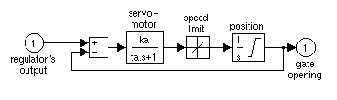 servo-
motor
speed
limit
position
1
+
−
ka
ta.s+1
1
s
1
regulator's
output
gate
opening